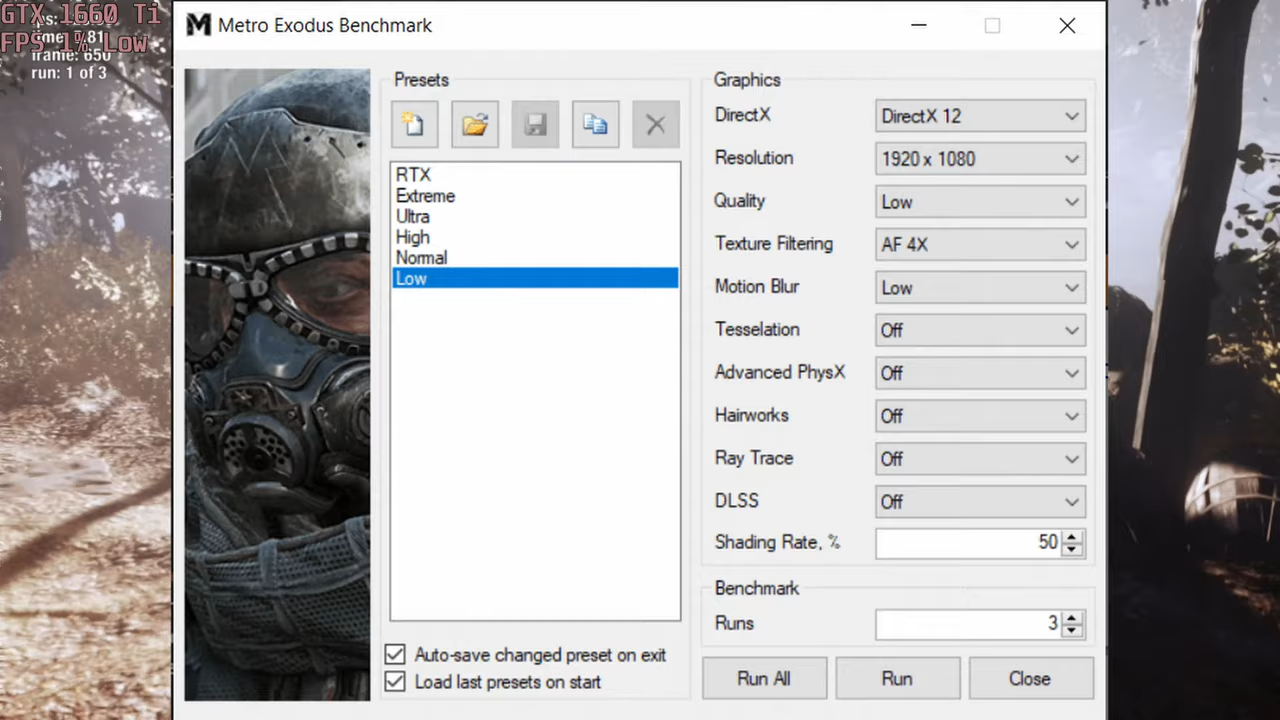 GTX 1660 Ti
FPS 1% Low
frame: 650
run: 1 of 3
Metro Exodus Benchmark
Presets
RTX
Extreme
Ultra
High
Normal
Low
Auto-save changed preset on exit
Load last presets on start
Graphics
DirectX DirectX 12
Resolution 1920 x 1080
Quality Low
Texture Filtering AF 4X
Motion Blur Low
Tesselation Off
Advanced PhysX Off
Hairworks Off
Ray Trace Off
DLSS Off
Shading Rate, % 50
Benchmark
Runs 3
Run All Run Close